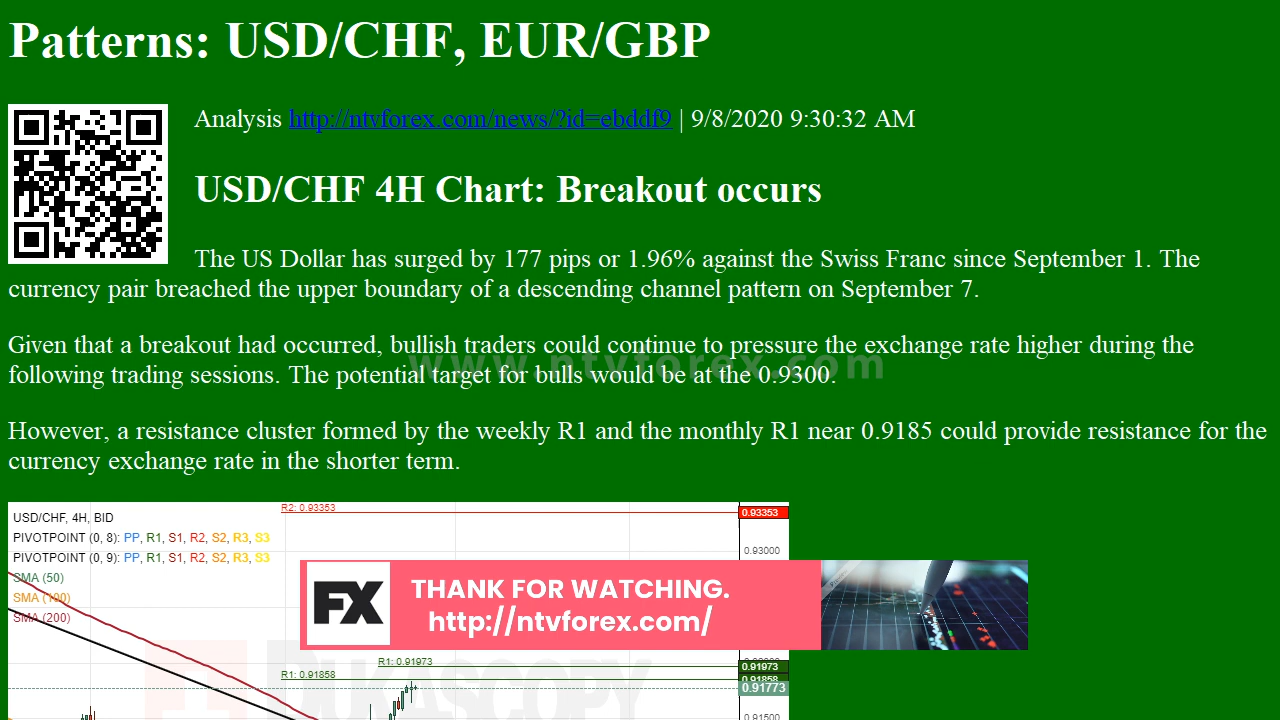 Patterns: USD/CHF, EUR/GBP
Analysis http://ntvforex.com/news/?id=ebddf9 | 9/8/2020 9:30:32 AM
USD/CHF 4H Chart: Breakout occurs
The US Dollar has surged by 177 pips or 1.96% against the Swiss Franc since September 1. The
currency pair breached the upper boundary of a descending channel pattern on September 7.
Given that a breakout had occurred, bullish traders could continue to pressure the exchange rate higher during the
www.ntvforex.com
following trading sessions. The potential target for bulls would be at the 0.9300.
However, a resistance cluster formed by the weekly R1 and the monthly R1 near 0.9185 could provide resistance for the
currency exchange rate in the shorter term.
R2: 0.93353
0.93353
USD/CHF, 4H, BID
PIVOTPOINT (0, 8): PP, R1, S1, R2, S2, R3, S3
0.93000
PIVOTPOINT (0, 9): PP, R1, S1, R2, S2, R3, S3
SMA (50)
SMA (100)
SMA (200)
FX
THANK FOR WATCHING.
http://ntvforex.com/
R1: 0.91973
0.91973
R1: 0.91858
0.91858
0.91773
DUKASCOPY
0.91500